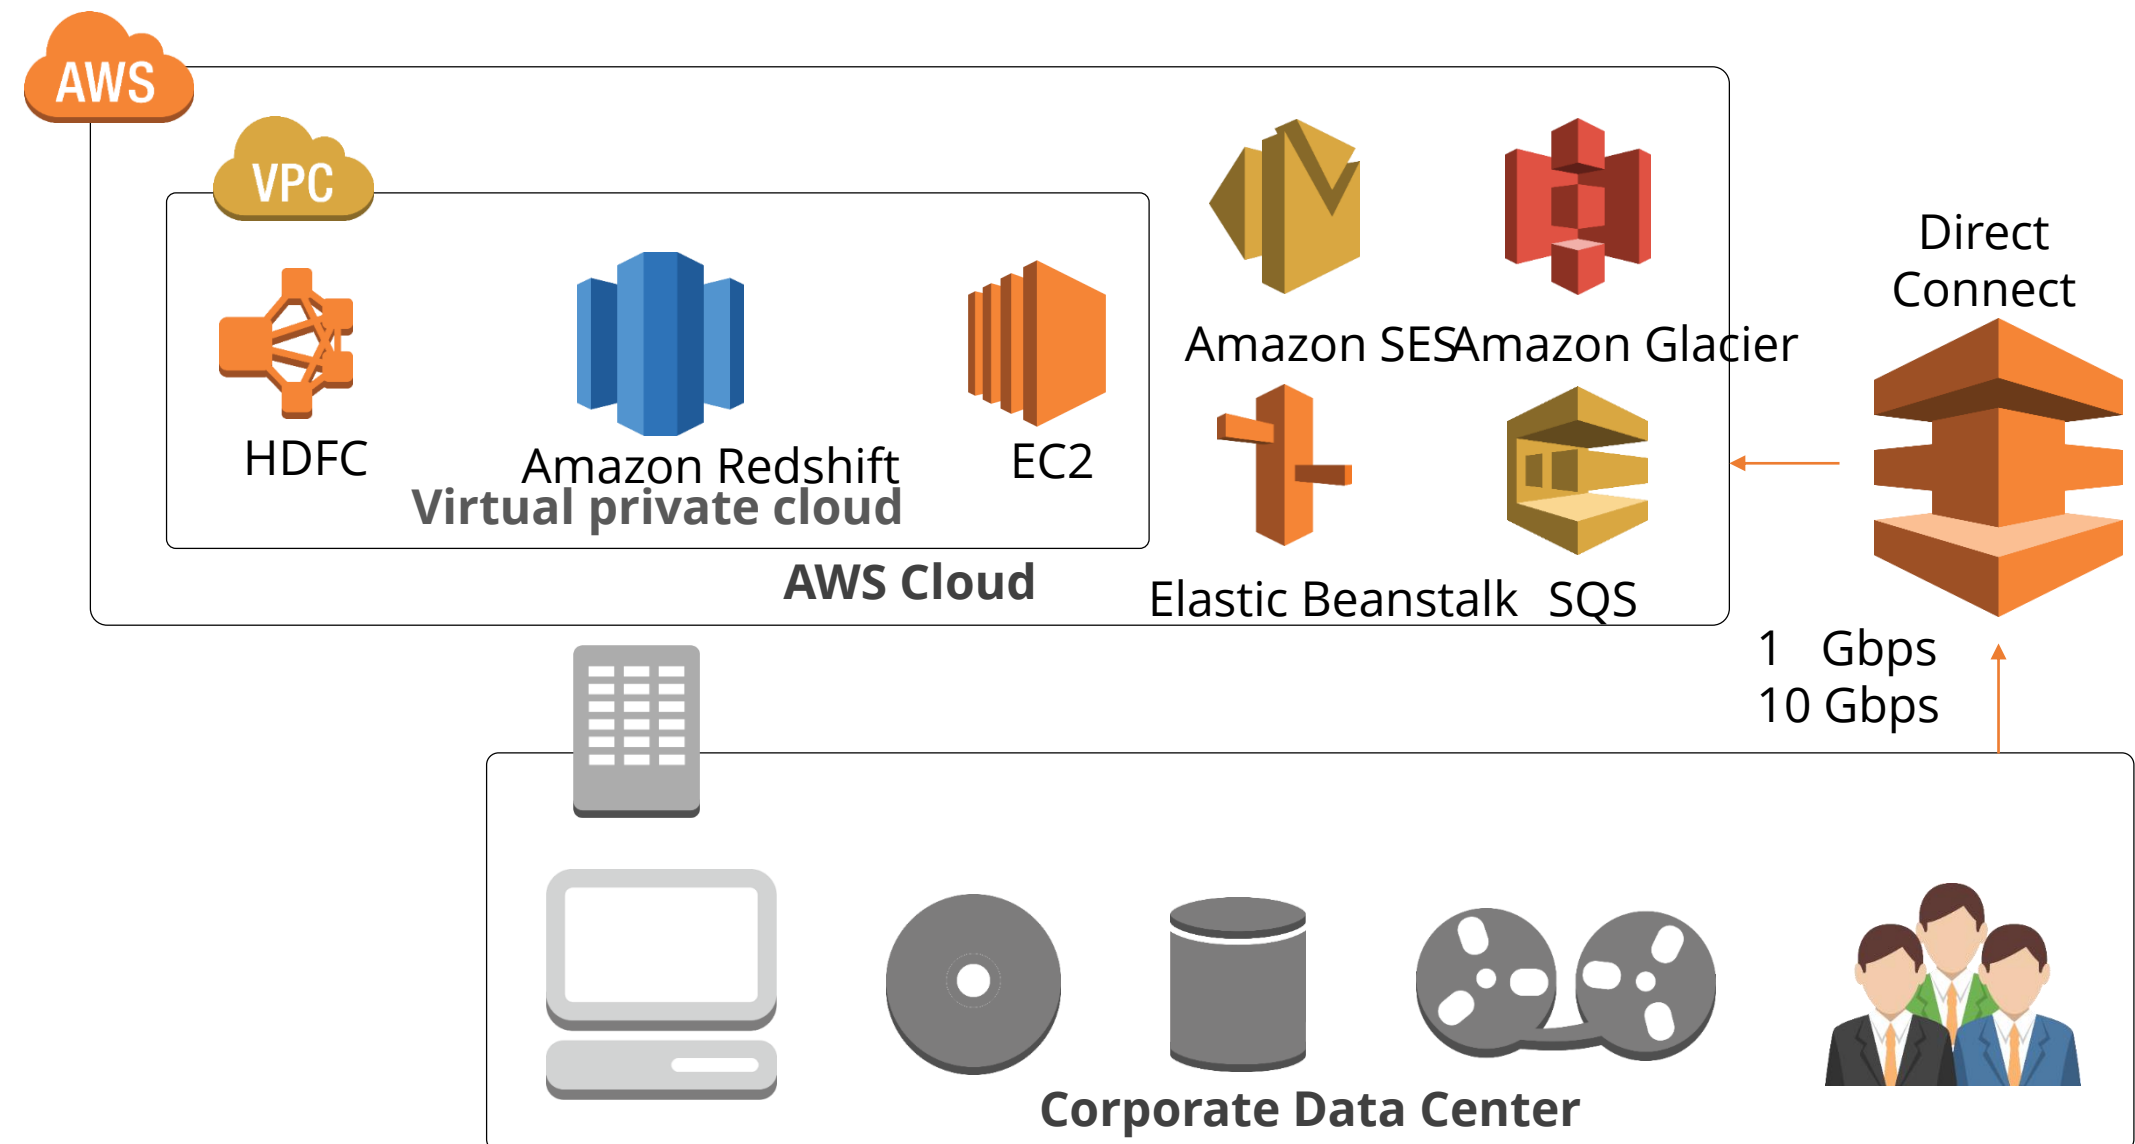 AWS
VPC
HDFC
Amazon Redshift
EC2
Virtual private cloud
AWS Cloud
Amazon SES
Amazon Glacier
Elastic Beanstalk
SQS
Direct
Connect
1 Gbps
10 Gbps
Corporate Data Center